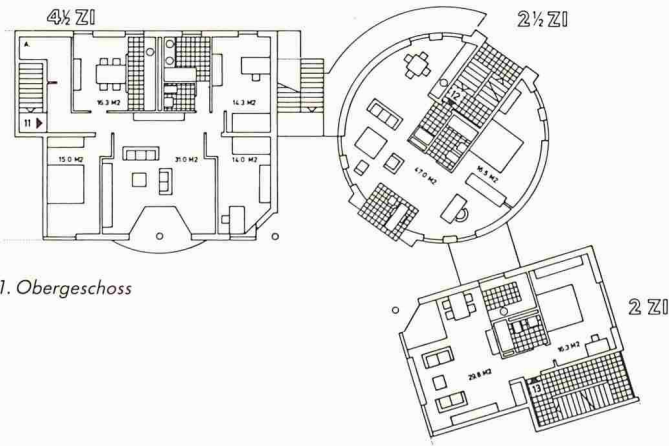 4½ ZI
2½ ZI
A.
16.3 M2
14.3 M2
12
11
15.0 M2
31.0 M2
14.0 M2
47.0 M2
16.5 M2
1. Obergeschoss
2 ZI
16.3 M2
29.8 M2
13